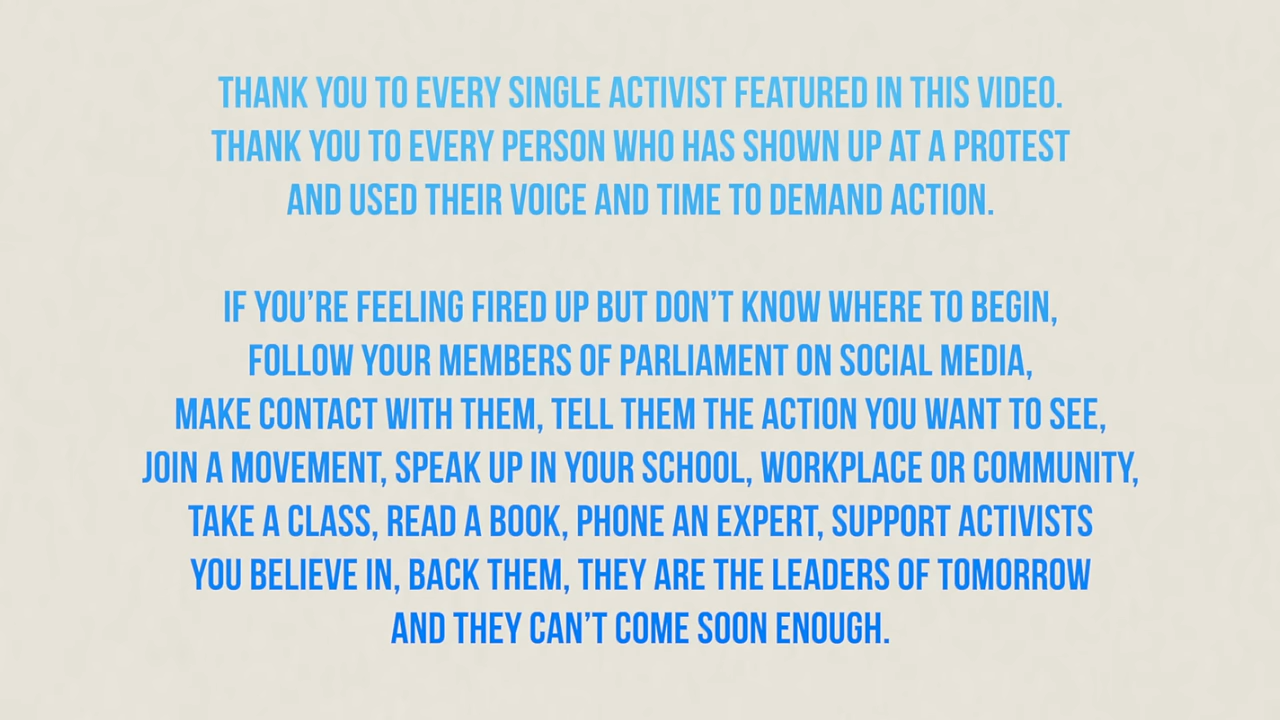 THANK YOU TO EVERY SINGLE ACTIVIST FEATURED IN THIS VIDEO.
THANK YOU TO EVERY PERSON WHO HAS SHOWN UP AT A PROTEST
AND USED THEIR VOICE AND TIME TO DEMAND ACTION.
IF YOU’RE FEELING FIRED UP BUT DON’T KNOW WHERE TO BEGIN,
FOLLOW YOUR MEMBERS OF PARLIAMENT ON SOCIAL MEDIA,
MAKE CONTACT WITH THEM, TELL THEM THE ACTION YOU WANT TO SEE,
JOIN A MOVEMENT, SPEAK UP IN YOUR SCHOOL, WORKPLACE OR COMMUNITY,
TAKE A CLASS, READ A BOOK, PHONE AN EXPERT, SUPPORT ACTIVISTS
YOU BELIEVE IN, BACK THEM, THEY ARE THE LEADERS OF TOMORROW
AND THEY CAN’T COME SOON ENOUGH.